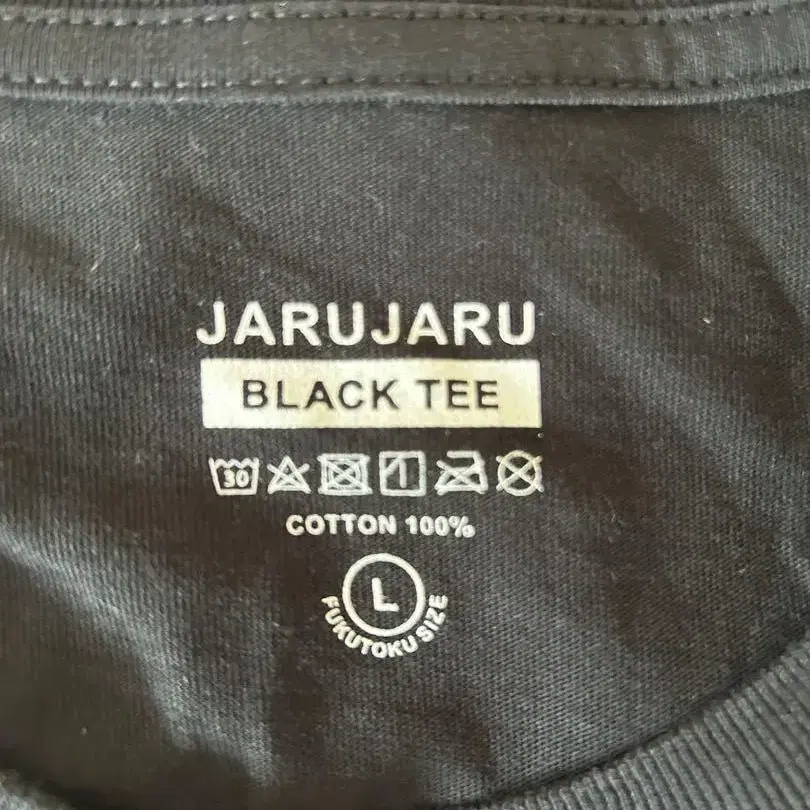 JARUJARU
BLACK TEE
30
COTTON 100%
L
FUKUTOKU SIZE